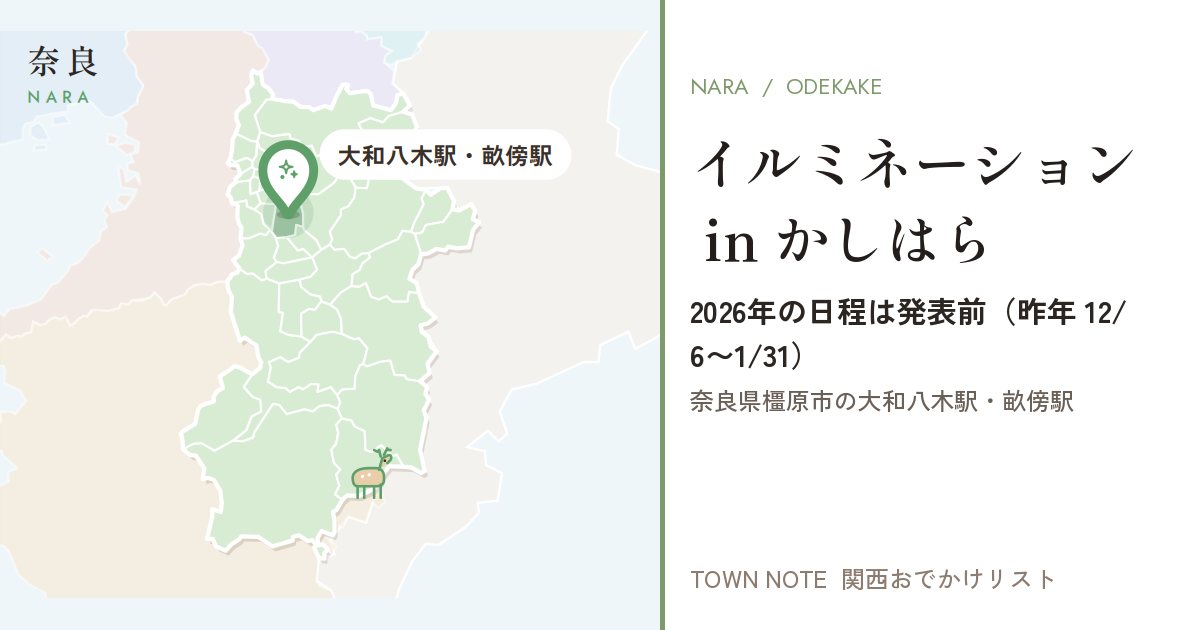 奈良
NARA
大和八木駅・畝傍駅
NARA / ODEKAKE
イルミネーション
in かしはら
2026年の日程は発表前（昨年 12/
6〜1/31）
奈良県橿原市の大和八木駅・畝傍駅
TOWN NOTE 関西おでかけリスト